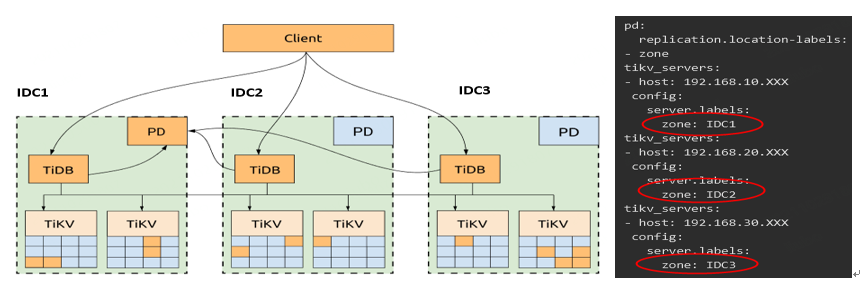 Client
IDC1
IDC2
IDC3
PD
PD
PD
TiDB
TiDB
TiDB
TiKV
TiKV
TiKV
TiKV
TiKV
TiKV
pd:
replication.location-labels:
- zone
tikv_servers:
- host: 192.168.10.XXX
config:
server.labels:
zone: IDC1
tikv_servers:
- host: 192.168.20.XXX
config:
server.labels:
zone: IDC2
tikv_servers:
- host: 192.168.30.XXX
config:
server.labels:
zone: IDC3